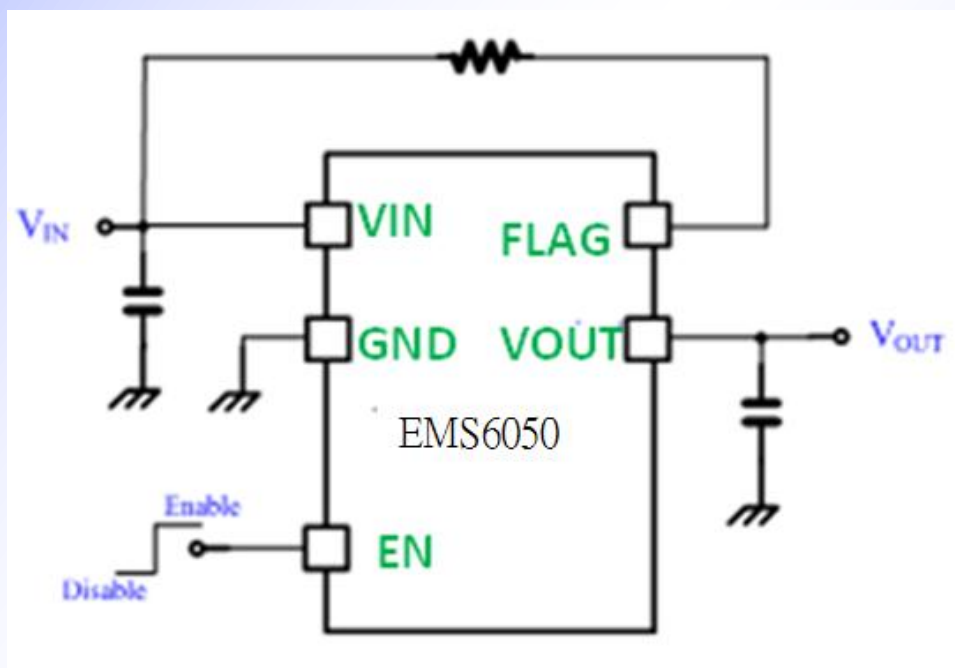 VIN
FLAG
VIN
GND
VOUT
VOUT
EMS6050
Enable
EN
Disable